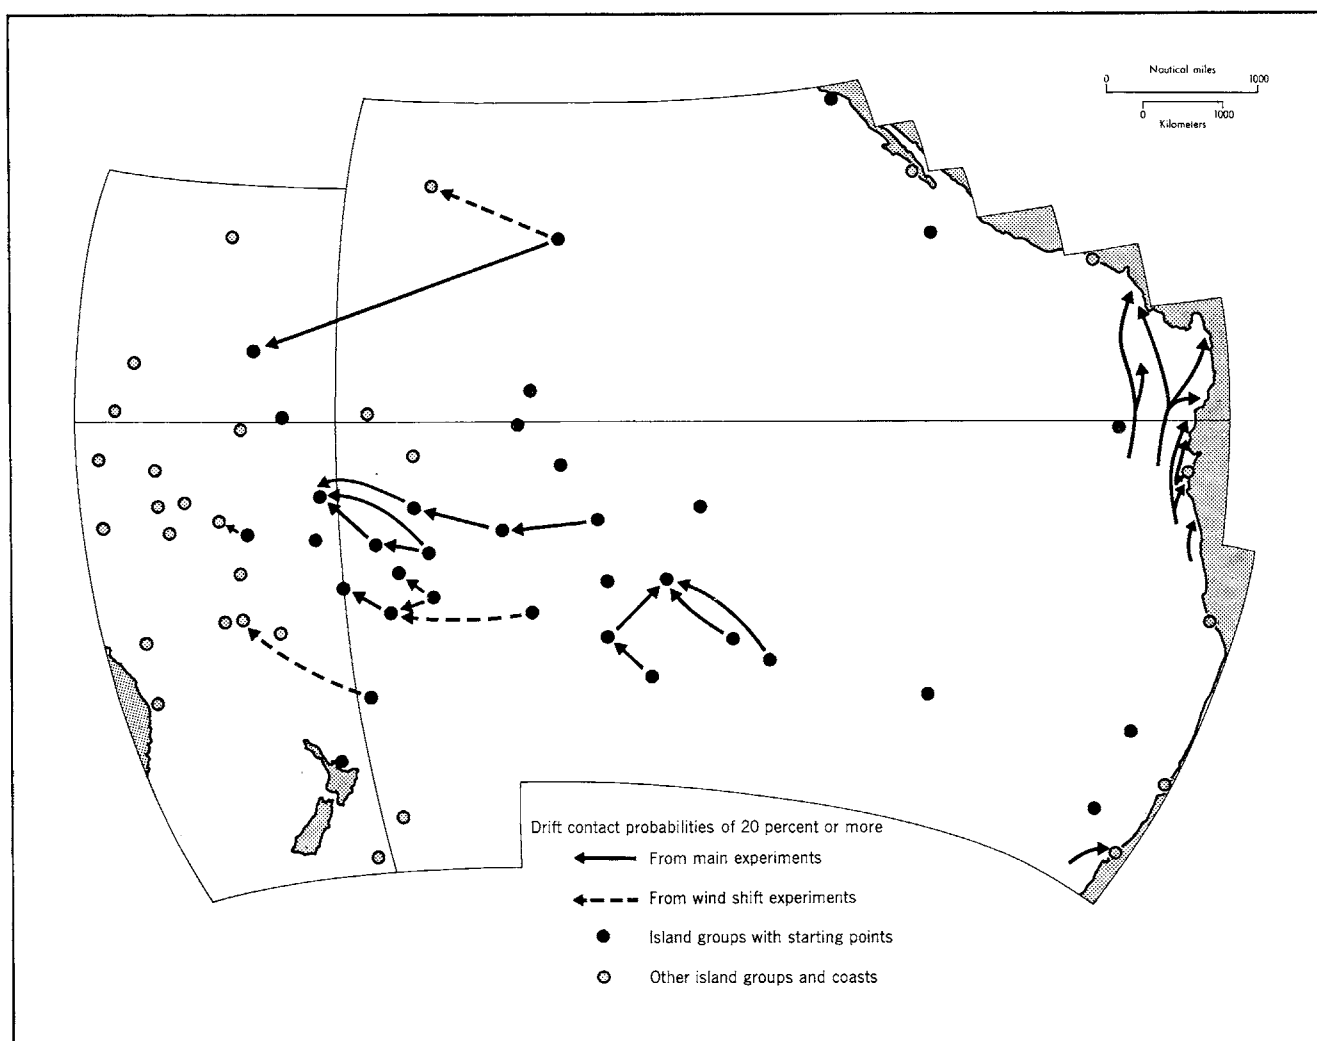 Nautical miles
0 1000
0 1000
Kilometers
Drift contact probabilities of 20 percent or more
From main experiments
From wind shift experiments
Island groups with starting points
Other island groups and coasts